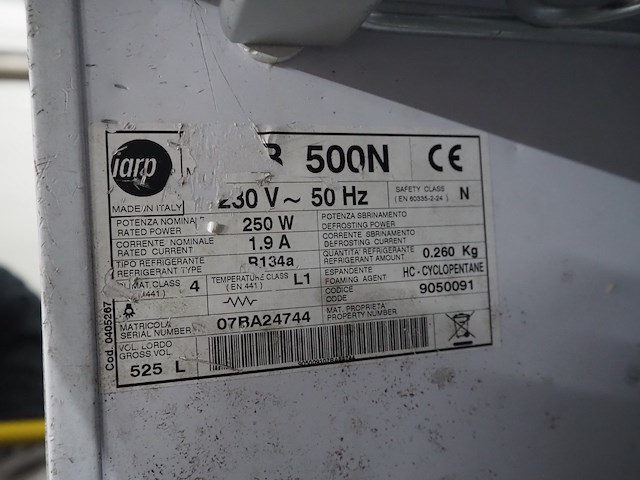 iarp
500N CE
MADE IN ITALY 230 V ~ 50 Hz SAFETY CLASS (EN 60335-2-24) N
POTENZA NOMINA
RATED POWER 250 W
POTENZA SBRINAMENTO
DEFROSTING POWER
CORRENTE NOMINALE
RATED CURRENT 1.9 A
CORRENTE SBRINAMENTO
DEFROSTING CURRENT
TIPO REFRIGERANTE
REFRIGERANT TYPE R134a
QUANTITA' REFRIGERANTE
REFRIGERANT AMOUNT 0.260 Kg
CLIMAT.CLASS 4
TEMPERATURE CLASS
(EN 441) L1
ESPANDENTE
FOAMING AGENT HC-CYCLOPENTANE
CODICE
CODE 9050091
MATRICOLA
SERIAL NUMBER 07BA24744
MAT. PROPRIETA'
PROPERTY NUMBER
VOL. LORDO
GROSS VOL
525 L
Cod. 0405267